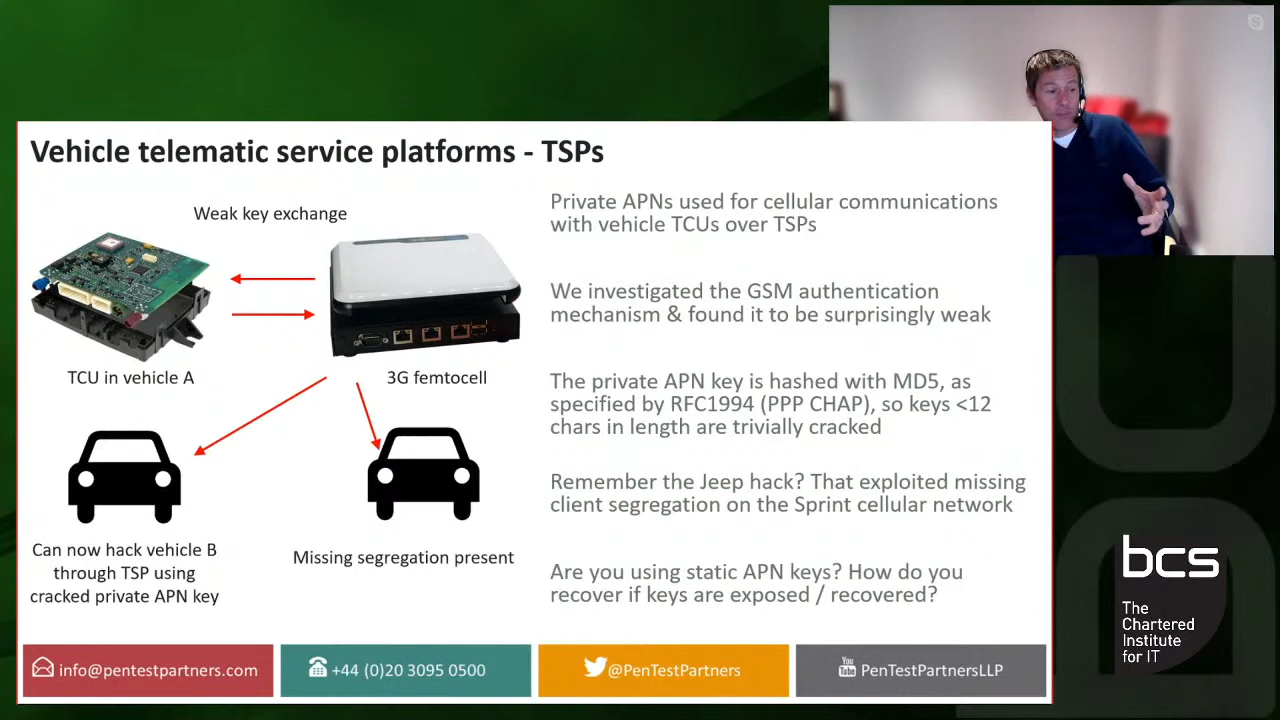 Vehicle telematic service platforms - TSPs
Weak key exchange
TCU in vehicle A
3G femtocell
Can now hack vehicle B
through TSP using
cracked private APN key
Missing segregation present
Private APNs used for cellular communications
with vehicle TCUs over TSPs
We investigated the GSM authentication
mechanism & found it to be surprisingly weak
The private APN key is hashed with MD5, as
specified by RFC1994 (PPP CHAP), so keys <12
chars in length are trivially cracked
Remember the Jeep hack? That exploited missing
client segregation on the Sprint cellular network
Are you using static APN keys? How do you
recover if keys are exposed / recovered?
info@pentestpartners.com
+44 (0)20 3095 0500
@PenTestPartners
You
Tube
PenTestPartnersLLP
bcs
The
Chartered
Institute
for IT